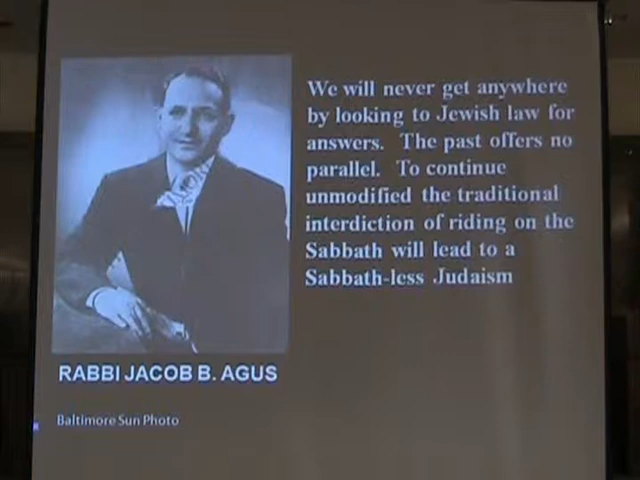 We will never get anywhere
by looking to Jewish law for
answers. The past offers no
parallel. To continue
unmodified the traditional
interdiction of riding on the
Sabbath will lead to a
Sabbath-less Judaism
RABBI JACOB B. AGUS
Baltimore Sun Photo